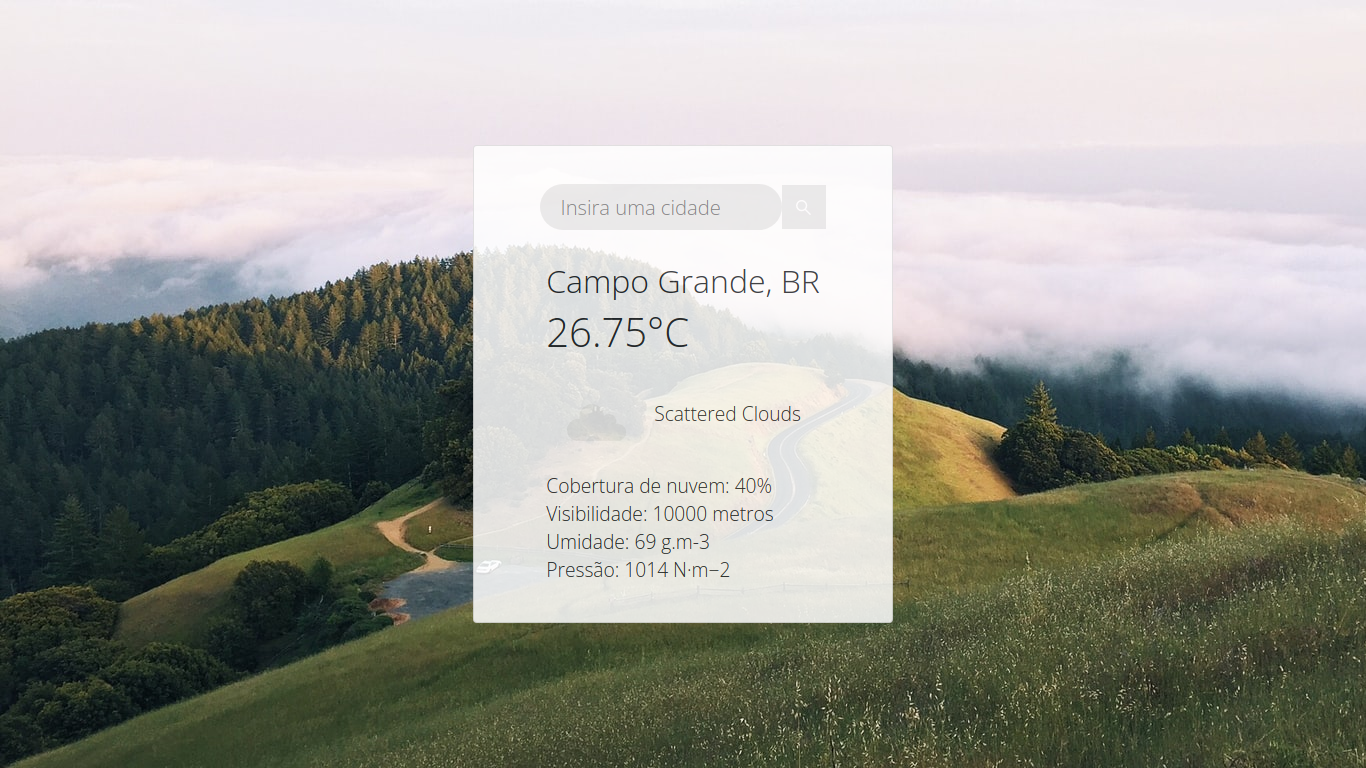 Insira uma cidade
Campo Grande, BR
26.75°C
Scattered Clouds
Cobertura de nuvem: 40%
Visibilidade: 10000 metros
Umidade: 69 g.m-3
Pressão: 1014 N·m−2